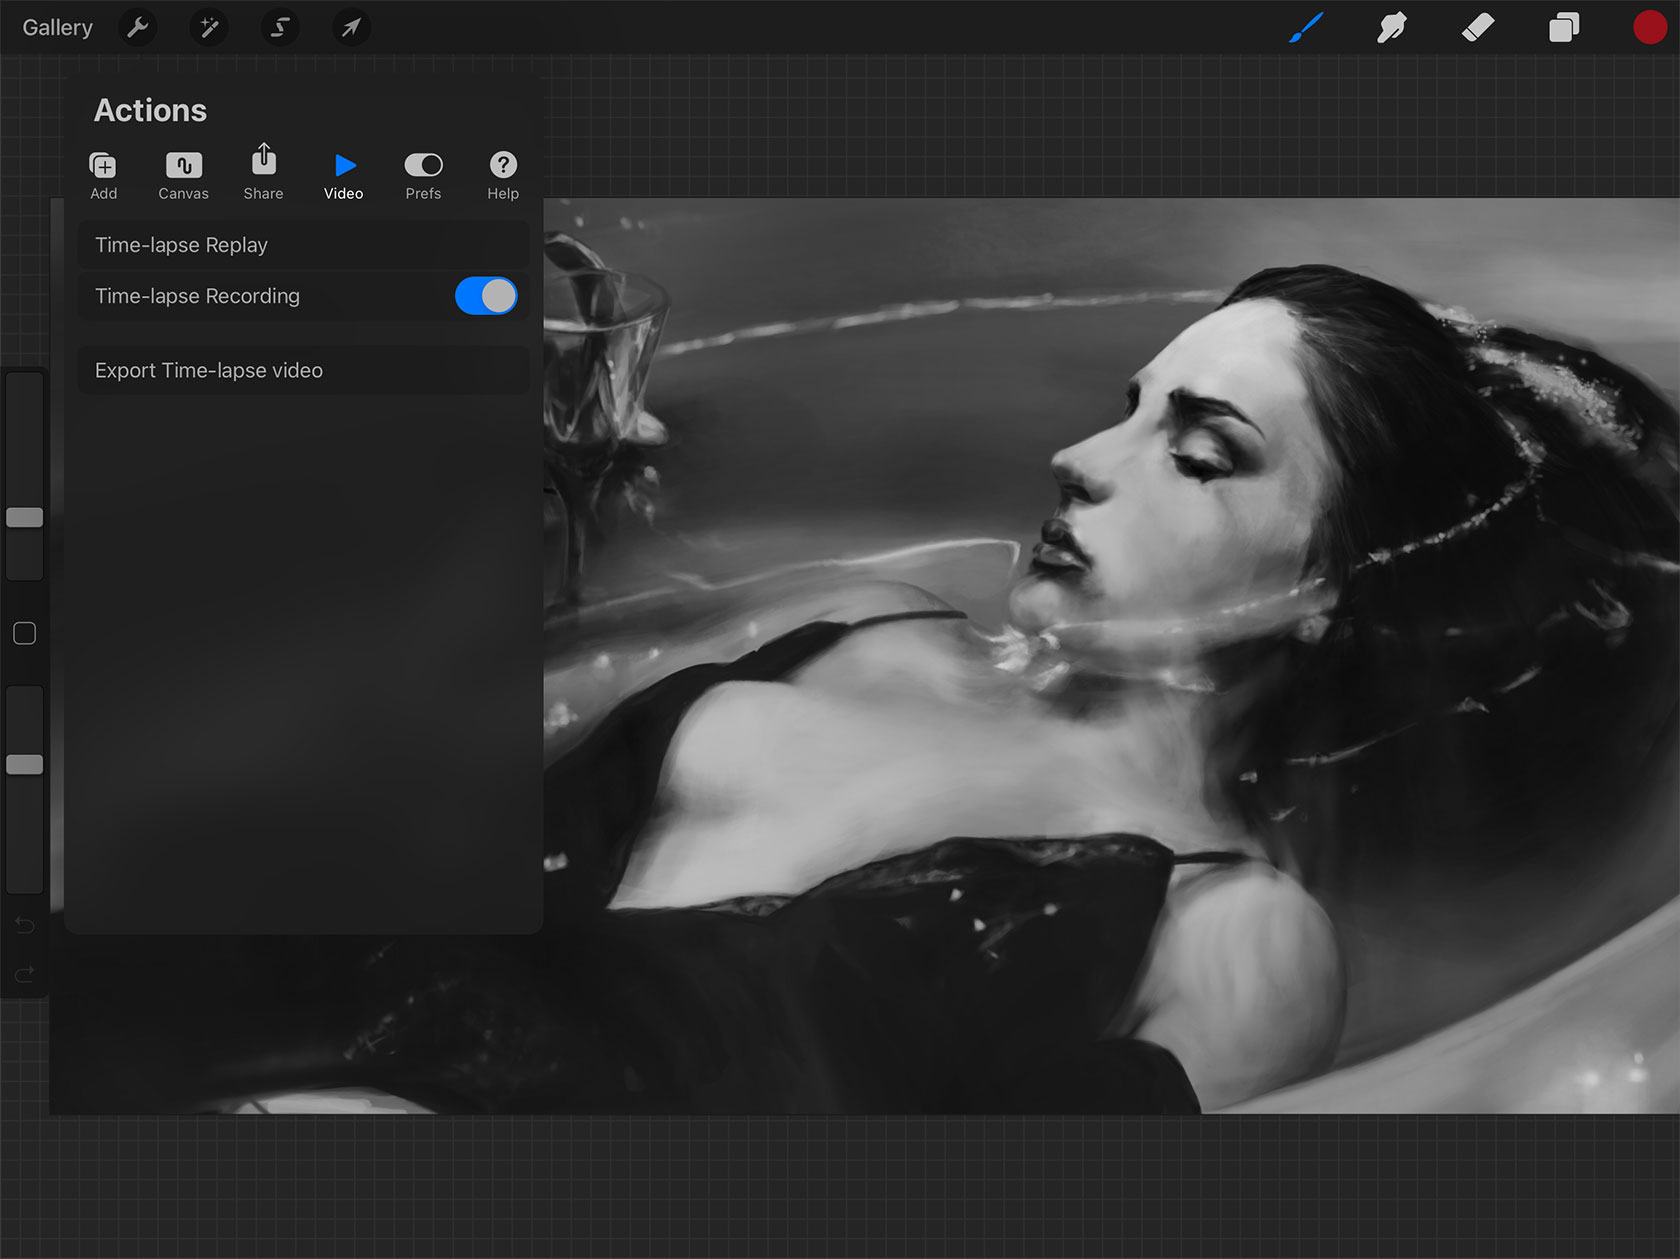 Gallery
Actions
Add Canvas Share Video Prefs Help
Time-lapse Replay
Time-lapse Recording
Export Time-lapse video